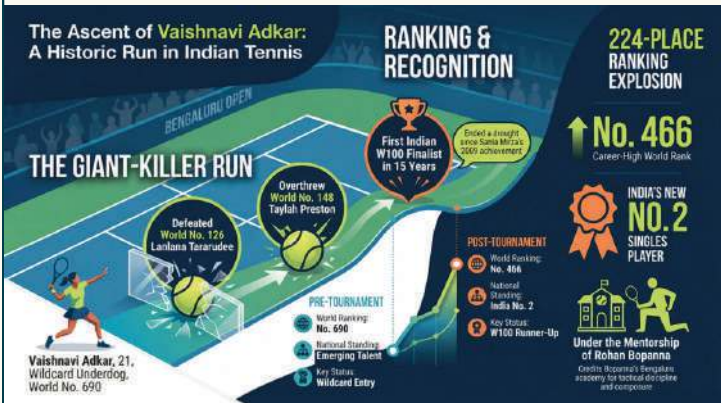 The Ascent of Vaishnavi Adkar:
A Historic Run in Indian Tennis
BENGALURU OPEN
THE GIANT-KILLER RUN
Defeated
World No. 126
Lanlana Tararudee
Overthrew
World No. 148
Taylah Preston
Vaishnavi Adkar, 21,
Wildcard Underdog,
World No. 690
RANKING &
RECOGNITION
First Indian
W100 Finalist
in 15 Years
Ended a drought
since Sania Mirza's
2009 achievement
PRE-TOURNAMENT
World Ranking:
No. 690
National Standing:
Emerging Talent
Key Status:
Wildcard Entry
POST-TOURNAMENT
World Ranking:
No. 466
National
Standing:
India No. 2
Key Status:
W100 Runner-Up
224-PLACE
RANKING
EXPLOSION
No. 466
Career-High World Rank
INDIA'S NEW
NO.2
SINGLES
PLAYER
Under the Mentorship
of Rohan Bopanna
Credits Bopanna's Bengaluru
academy for tactical discipline
and composure